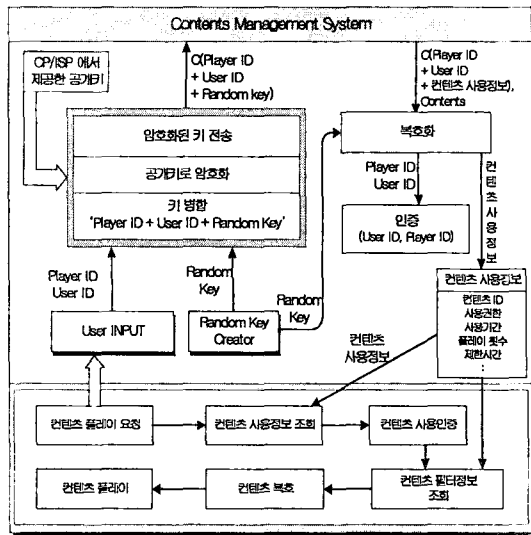 Contents Management System
CP/ISP 에서
제공한 공개키
C(Player ID
+ User ID
+ Random key)
C(Player ID
+ User ID
+ 컨텐츠 사용정보),
Contents
암호화된 키 전송
공개키로 암호화
키 병합
'Player ID + User ID + Random Key'
복호화
Player ID
User ID
컨텐츠 사용정보
인증
(User ID, Player ID)
Player ID
User ID
Random
Key
Random
Key
User INPUT
Random Key
Creator
컨텐츠 사용정보
컨텐츠 ID
사용권한
사용기간
플레이 횟수
제한시간
:
컨텐츠
사용정보
컨텐츠 플레이 요청
컨텐츠 사용정보 조회
컨텐츠 사용인증
컨텐츠 플레이
컨텐츠 복호
컨텐츠 필터정보
조회